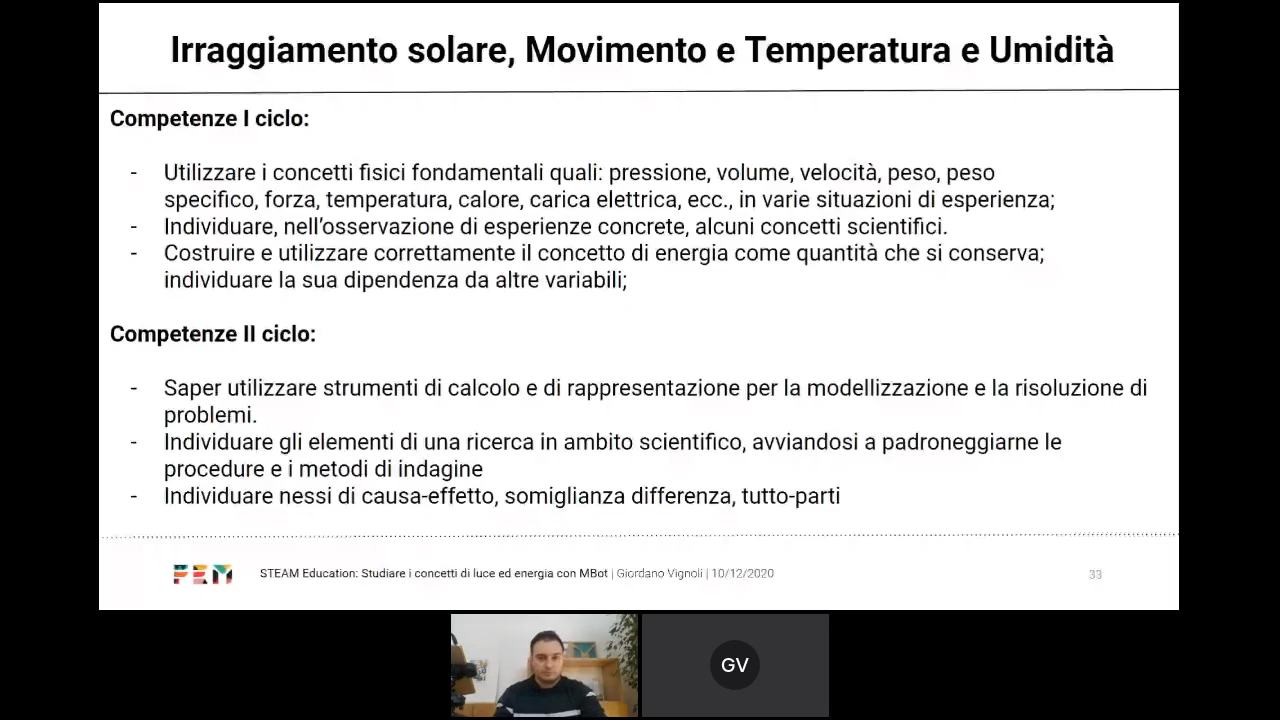 Irraggiamento solare, Movimento e Temperatura e Umidità
Competenze I ciclo:
- Utilizzare i concetti fisici fondamentali quali: pressione, volume, velocità, peso, peso
specifico, forza, temperatura, calore, carica elettrica, ecc., in varie situazioni di esperienza;
- Individuare, nell'osservazione di esperienze concrete, alcuni concetti scientifici.
- Costruire e utilizzare correttamente il concetto di energia come quantità che si conserva;
individuare la sua dipendenza da altre variabili;
Competenze II ciclo:
- Saper utilizzare strumenti di calcolo e di rappresentazione per la modellizzazione e la risoluzione di
problemi.
- Individuare gli elementi di una ricerca in ambito scientifico, avviandosi a padroneggiarne le
procedure e i metodi di indagine
- Individuare nessi di causa-effetto, somiglianza differenza, tutto-parti
FEM STEAM Education: Studiare i concetti di luce ed energia con MBot | Giordano Vignoli | 10/12/2020 33
GV